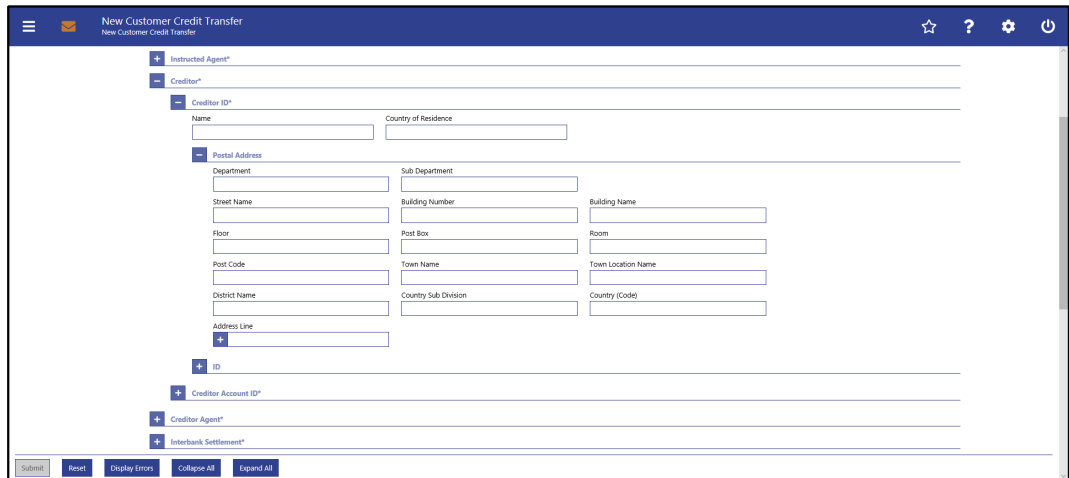 New Customer Credit Transfer
New Customer Credit Transfer
?
Instructed Agent*
Creditor*
Creditor ID*
Name Country of Residence
Postal Address
Department Sub Department
Street Name Building Number Building Name
Floor Post Box Room
Post Code Town Name Town Location Name
District Name Country Sub Division Country (Code)
Address Line
ID
Creditor Account ID*
Creditor Agent*
Interbank Settlement*
Submit Reset Display Errors Collapse All Expand All